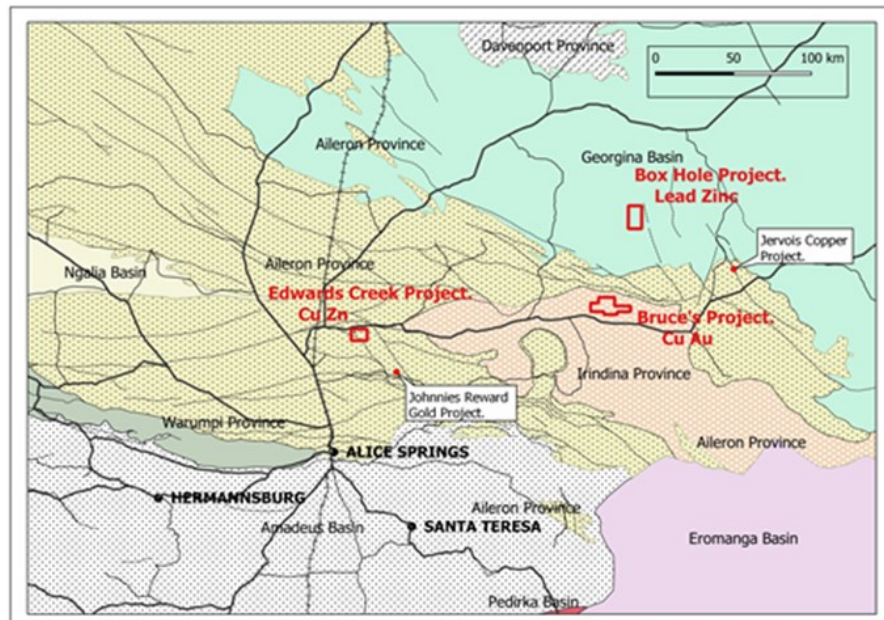 Davenport Province
0 50 100 km
Aileron Province
Georgina Basin
Box Hole Project.
Lead Zinc
Jervois Copper
Project.
Ngalia Basin
Aileron Province
Edwards Creek Project.
Cu Zn
Bruce's Project.
Cu Au
Irindina Province
Johnnies Reward
Gold Project.
Warumpi Province
Aileron Province
ALICE SPRINGS
HERMANNSBURG
Aileron Province
Amadeus Basin
SANTA TERESA
Eromanga Basin
Pedirka Basin